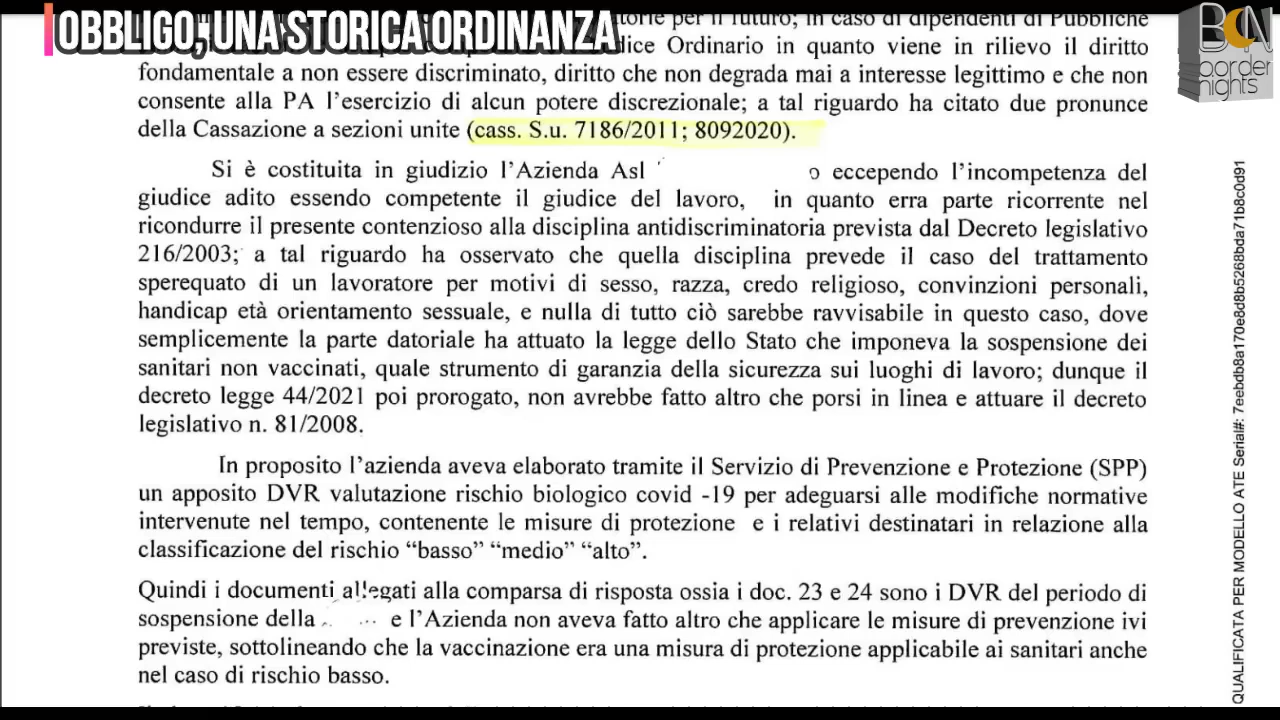 OBBLIGO, UNA STORICA ORDINANZA
BCN
border
nights
per il futuro; in caso di dipendenti di Pubbliche
Ordinario in quanto viene in rilievo il diritto
fondamentale a non essere discriminato, diritto che non degrada mai a interesse legittimo e che non
consente alla PA l'esercizio di alcun potere discrezionale; a tal riguardo ha citato due pronunce
della Cassazione a sezioni unite (cass. S.u. 7186/2011; 8092020).
Si è costituita in giudizio l'Azienda Asl o eccependo l'incompetenza del
giudice adito essendo competente il giudice del lavoro, in quanto erra parte ricorrente nel
ricondurre il presente contenzioso alla disciplina antidiscriminatoria prevista dal Decreto legislativo
216/2003; a tal riguardo ha osservato che quella disciplina prevede il caso del trattamento
sperequato di un lavoratore per motivi di sesso, razza, credo religioso, convinzioni personali,
handicap età orientamento sessuale, e nulla di tutto ciò sarebbe ravvisabile in questo caso, dove
semplicemente la parte datoriale ha attuato la legge dello Stato che imponeva la sospensione dei
sanitari non vaccinati, quale strumento di garanzia della sicurezza sui luoghi di lavoro; dunque il
decreto legge 44/2021 poi prorogato, non avrebbe fatto altro che porsi in linea e attuare il decreto
legislativo n. 81/2008.
In proposito l'azienda aveva elaborato tramite il Servizio di Prevenzione e Protezione (SPP)
un apposito DVR valutazione rischio biologico covid -19 per adeguarsi alle modifiche normative
intervenute nel tempo, contenente le misure di protezione e i relativi destinatari in relazione alla
classificazione del rischio “basso” “medio” “alto”.
Quindi i documenti allegati alla comparsa di risposta ossia i doc. 23 e 24 sono i DVR del periodo di
sospensione della e l'Azienda non aveva fatto altro che applicare le misure di prevenzione ivi
previste, sottolineando che la vaccinazione era una misura di protezione applicabile ai sanitari anche
nel caso di rischio basso.
QUALIFICATA PER MODELLO ATE Serial#: 7eebdb8a170e8d8b5268bda71b8c0d91